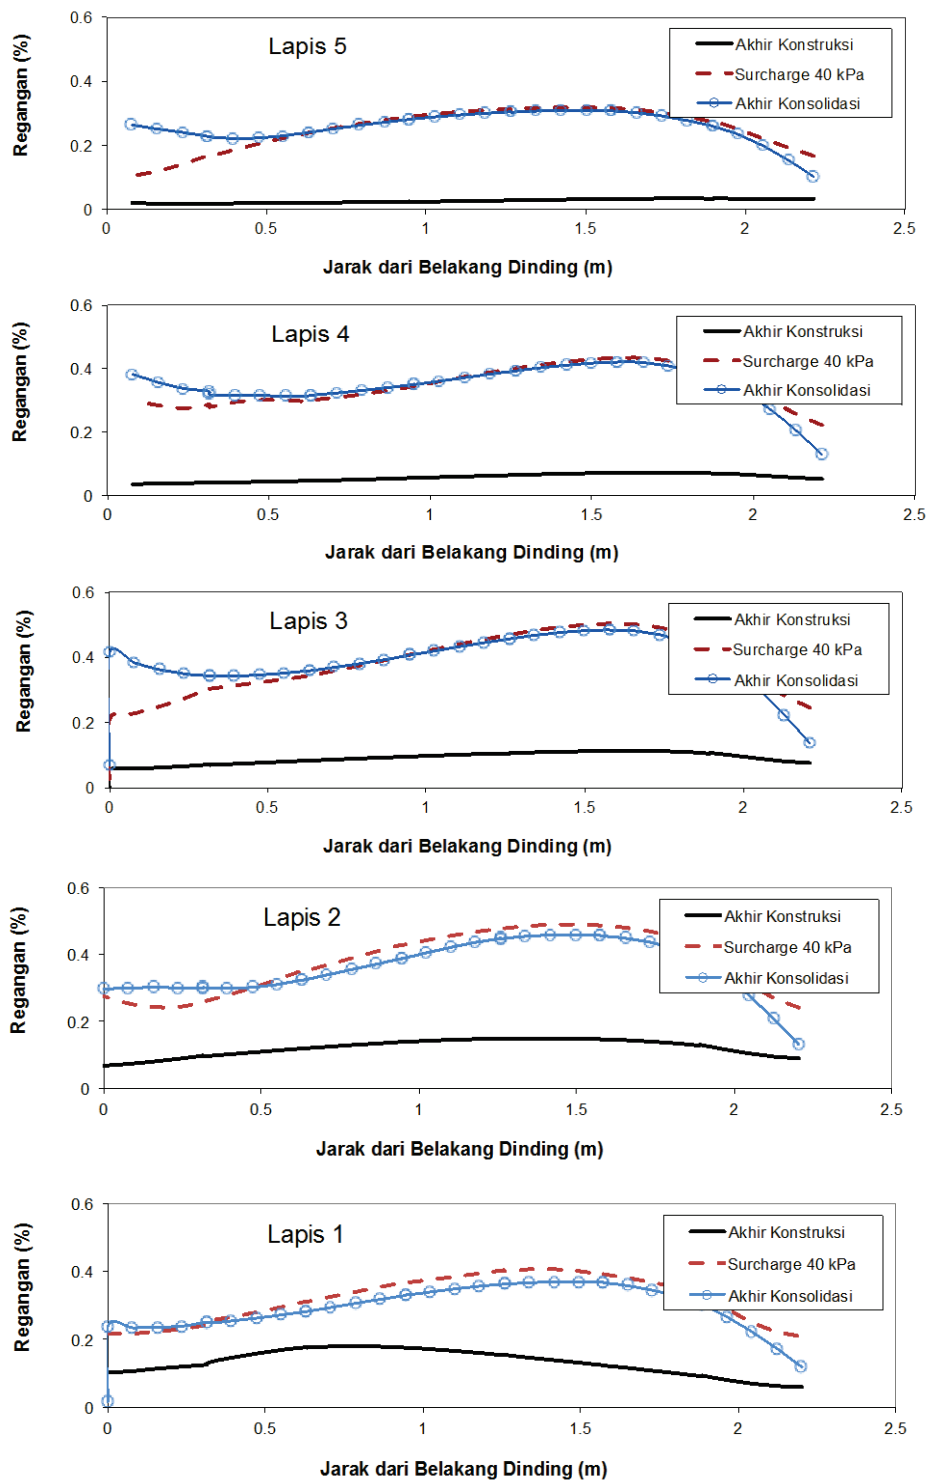 0.6
Lapis 5
Akhir Konstruksi
Surcharge 40 kPa
Akhir Konsolidasi
Regangan (%)
0.4
0.2
0
0 0.5 1 1.5 2 2.5
Jarak dari Belakang Dinding (m)
0.6
Lapis 4
Akhir Konstruksi
Surcharge 40 kPa
Akhir Konsolidasi
Regangan (%)
0.4
0.2
0
0 0.5 1 1.5 2 2.5
Jarak dari Belakang Dinding (m)
0.6
Lapis 3
Akhir Konstruksi
Surcharge 40 kPa
Akhir Konsolidasi
Regangan (%)
0.4
0.2
0
0 0.5 1 1.5 2 2.5
Jarak dari Belakang Dinding (m)
0.6
Lapis 2
Akhir Konstruksi
Surcharge 40 kPa
Akhir Konsolidasi
Regangan (%)
0.4
0.2
0
0 0.5 1 1.5 2 2.5
Jarak dari Belakang Dinding (m)
0.6
Lapis 1
Akhir Konstruksi
Surcharge 40 kPa
Akhir Konsolidasi
Regangan (%)
0.4
0.2
0
0 0.5 1 1.5 2 2.5
Jarak dari Belakang Dinding (m)